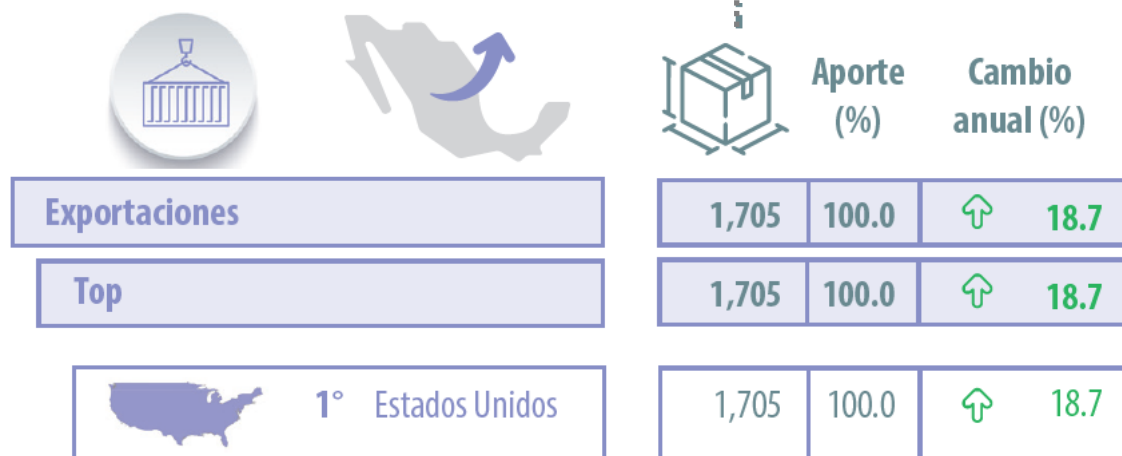 Aporte
(%)
Cambio
anual (%)
Exportaciones 1,705 100.0 18.7
Top 1,705 100.0 18.7
1° Estados Unidos 1,705 100.0 18.7